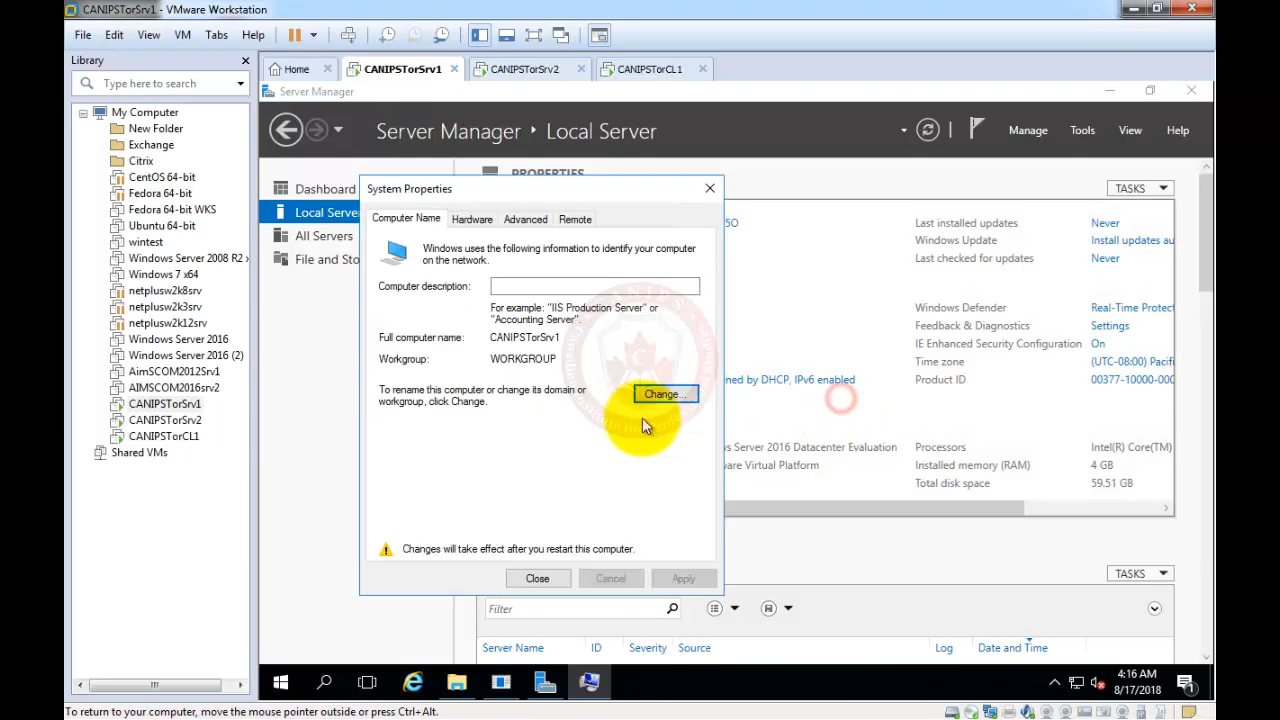 CANIPSTorSrv1 - VMware Workstation
File Edit View VM Tabs Help
Library
Type here to search
My Computer
New Folder
Exchange
Citrix
CentOS 64-bit
Fedora 64-bit
Fedora 64-bit WKS
Ubuntu 64-bit
wintest
Windows Server 2008 R2 x
Windows 7 x64
netplusw2k8srv
netplusw2k3srv
netplusw2k12srv
Windows Server 2016
Windows Server 2016 (2)
AimSCOM2012Srv1
AIMSCOM2016srv2
CANIPSTorSrv1
CANIPSTorSrv2
CANIPSTorCL1
Shared VMs
Home CANIPSTorSrv1 CANIPSTorSrv2 CANIPSTorCL1
Server Manager
Server Manager Local Server
Manage Tools View Help
Dashboard
Local Serve
All Servers
File and Sto
PROPERTIES
TASKS
System Properties
Computer Name Hardware Advanced Remote
Windows uses the following information to identify your computer
on the network.
Computer description:
For example: "IIS Production Server" or
"Accounting Server".
Full computer name: CANIPSTorSrv1
Workgroup: WORKGROUP
To rename this computer or change its domain or
workgroup, click Change.
Change...
Changes will take effect after you restart this computer.
Close Cancel Apply
Last installed updates Never
Windows Update Install updates au
Last checked for updates Never
Windows Defender Real-Time Protect
Feedback & Diagnostics Settings
IE Enhanced Security Configuration On
Time zone (UTC-08:00) Pacifi
ned by DHCP, IPv6 enabled Product ID 00377-10000-000
s Server 2016 Datacenter Evaluation Processors Intel(R) Core(TM)
ware Virtual Platform Installed memory (RAM) 4 GB
Total disk space 59.51 GB
TASKS
Filter
Server Name ID Severity Source Log Date and Time
4:16 AM
8/17/2018
To return to your computer, move the mouse pointer outside or press Ctrl+Alt.